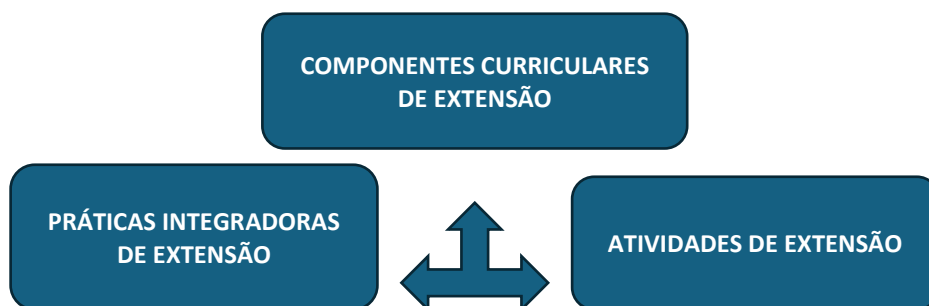 COMPONENTES CURRICULARES
DE EXTENSÃO
PRÁTICAS INTEGRADORAS
DE EXTENSÃO
ATIVIDADES DE EXTENSÃO